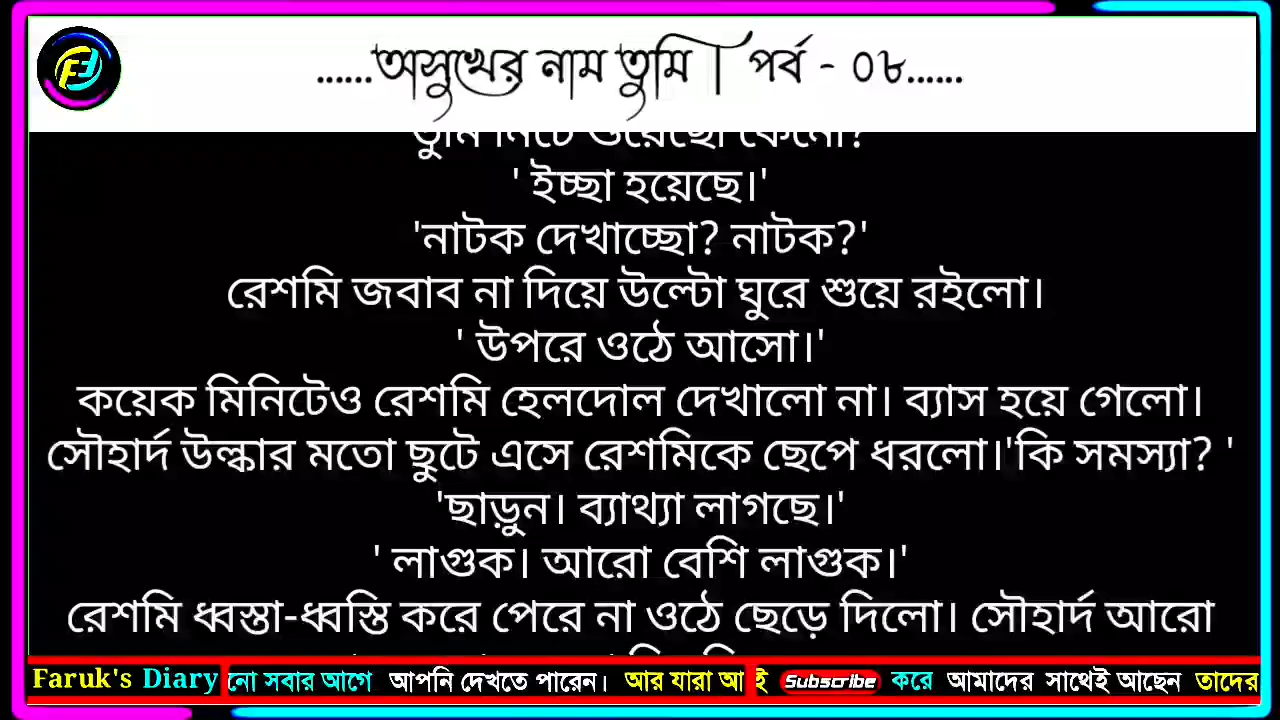 ......অসুখের নাম তুমি | পর্ব - ০৮......
' ইচ্ছা হয়েছে।'
'নাটক দেখাচ্ছো? নাটক?'
রেশমি জবাব না দিয়ে উল্টো ঘুরে শুয়ে রইলো।
' উপরে ওঠে আসো।'
কয়েক মিনিটেও রেশমি হেলদোল দেখালো না। ব্যাস হয়ে গেলো।
সৌহার্দ উল্কার মতো ছুটে এসে রেশমিকে ছেপে ধরলো।'কি সমস্যা? '
'ছাড়ুন। ব্যাথ্যা লাগছে।'
' লাগুক। আরো বেশি লাগুক।'
রেশমি ধ্বস্তা-ধ্বস্তি করে পেরে না ওঠে ছেড়ে দিলো। সৌহার্দ আরো
Faruk's Diary নো সবার আগে আপনি দেখতে পারেন। আর যারা আ ই Subscribe করে আমাদের সাথেই আছেন তাদের